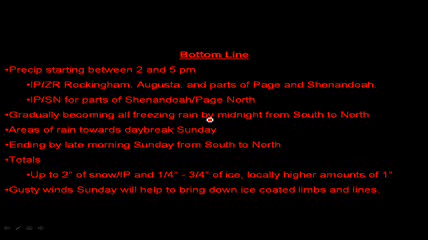 Bottom Line
•Precip starting between 2 and 5 pm
•IP/ZR Rockingham, Augusta, and parts of Page and Shenandoah
•IP/SN for parts of Shenandoah/Page North
•Gradually becoming all freezing rain by midnight from South to North
•Areas of rain towards daybreak Sunday
•Ending by late morning Sunday from South to North
•Totals
•Up to 2" of snow/IP and 1/4" - 3/4" of ice, locally higher amounts of 1"
•Gusty winds Sunday will help to bring down ice coated limbs and lines.